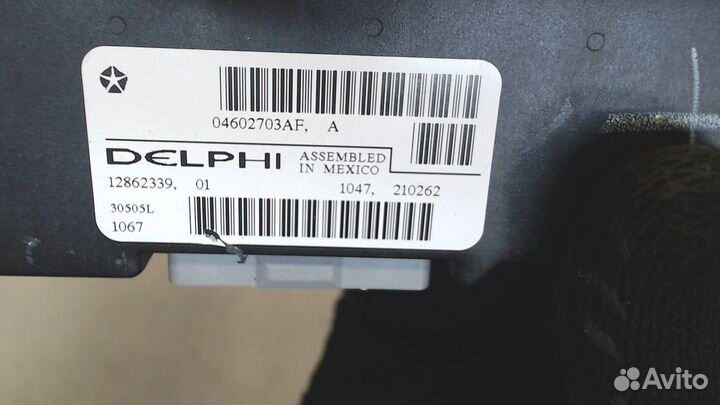 04602703AF, A
DELPHI ASSEMBLED IN MEXICO
12862339, 01 1047, 210262
30505L
1067
Avito